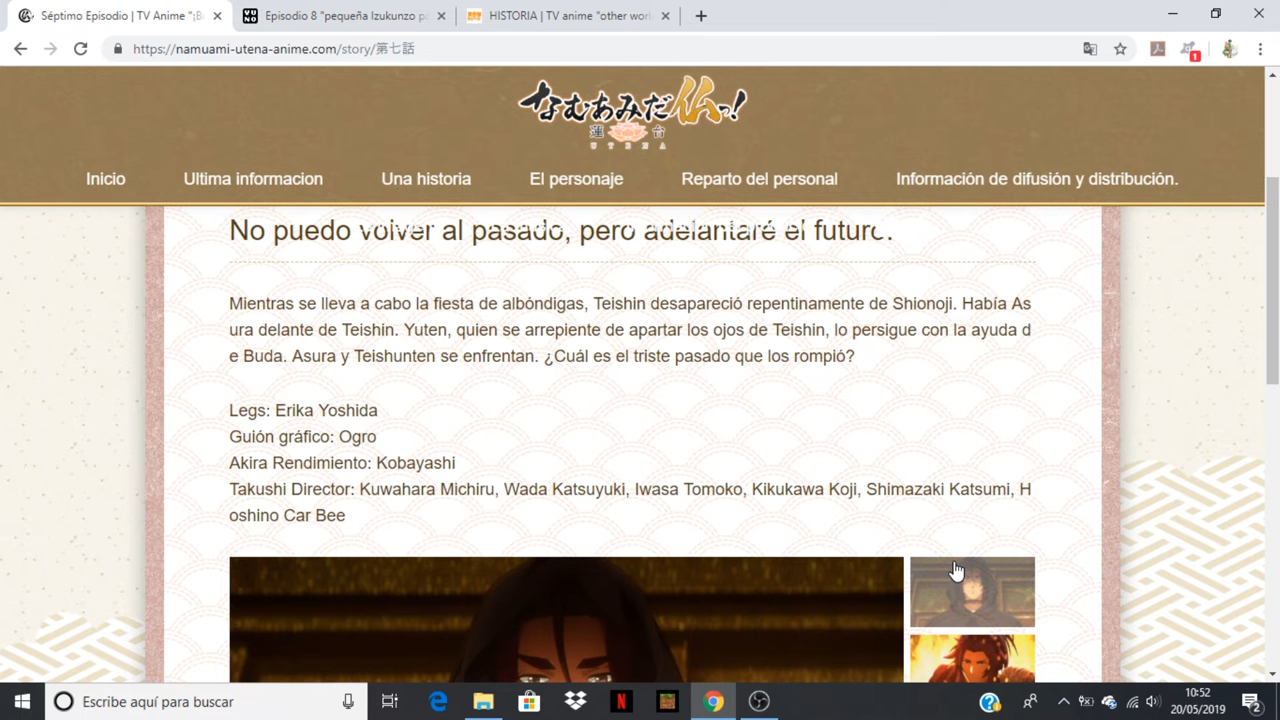 Séptimo Episodio | TV Anime "¡B
Episodio 8 "pequeña Izukunzo po
HISTORIA | TV anime "other worl
https://namuami-utena-anime.com/story/第七話
1
なむあみだ仏っ!
蓮台
UTENA
Inicio
Ultima informacion
Una historia
El personaje
Reparto del personal
Información de difusión y distribución.
No puedo volver al pasado, pero adelantaré el futuro.
Mientras se lleva a cabo la fiesta de albóndigas, Teishin desapareció repentinamente de Shionoji. Había As
ura delante de Teishin. Yuten, quien se arrepiente de apartar los ojos de Teishin, lo persigue con la ayuda d
e Buda. Asura y Teishunten se enfrentan. ¿Cuál es el triste pasado que los rompió?
Legs: Erika Yoshida
Guión gráfico: Ogro
Akira Rendimiento: Kobayashi
Takushi Director: Kuwahara Michiru, Wada Katsuyuki, Iwasa Tomoko, Kikukawa Koji, Shimazaki Katsumi, H
oshino Car Bee
Escribe aquí para buscar
10:52
20/05/2019
2